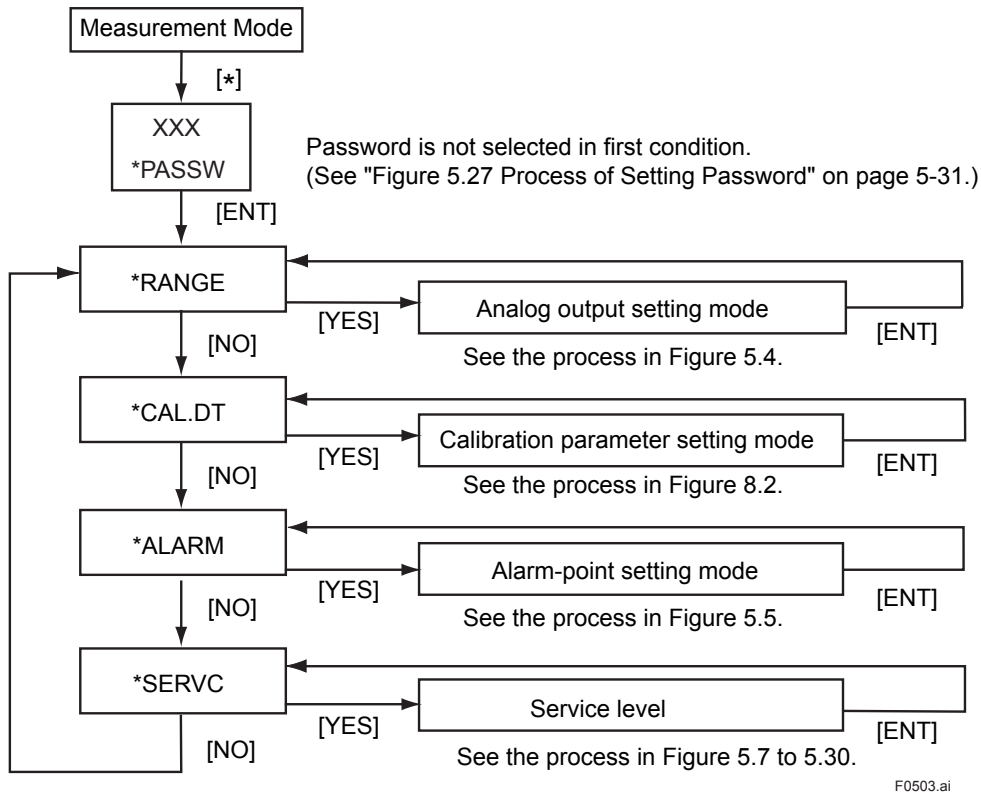 Measurement Mode
[*]
XXX
*PASSW
Password is not selected in first condition.
(See "Figure 5.27 Process of Setting Password" on page 5-31.)
[ENT]
*RANGE
[YES]
Analog output setting mode
[ENT]
[NO]
See the process in Figure 5.4.
*CAL.DT
[YES]
Calibration parameter setting mode
[ENT]
[NO]
See the process in Figure 8.2.
*ALARM
[YES]
Alarm-point setting mode
[ENT]
[NO]
See the process in Figure 5.5.
*SERVC
[YES]
Service level
[ENT]
[NO]
See the process in Figure 5.7 to 5.30.
F0503.ai